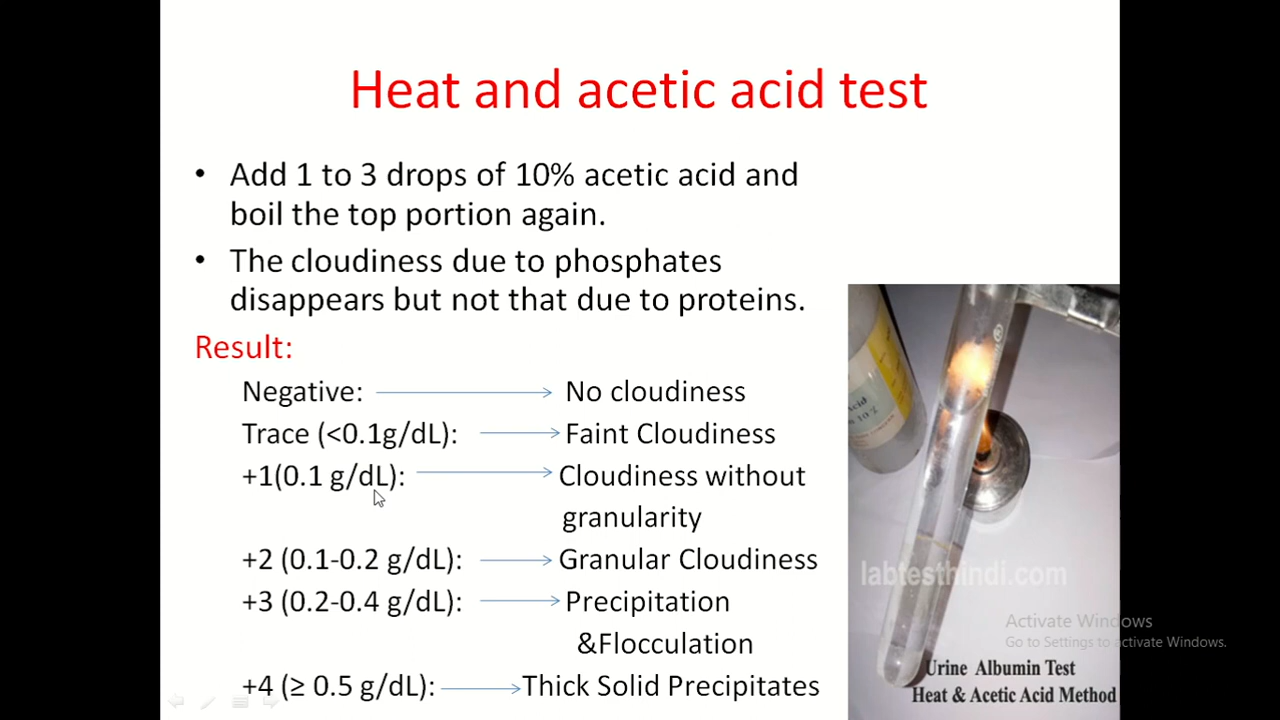 Heat and acetic acid test
• Add 1 to 3 drops of 10% acetic acid and
boil the top portion again.
• The cloudiness due to phosphates
disappears but not that due to proteins.
Result:
Negative: No cloudiness
Trace (<0.1g/dL): Faint Cloudiness
+1(0.1 g/dL): Cloudiness without
granularity
+2 (0.1-0.2 g/dL): Granular Cloudiness
+3 (0.2-0.4 g/dL): Precipitation
&Flocculation
+4 (≥ 0.5 g/dL): Thick Solid Precipitates
labtesthindi.com
Urine Albumin Test
Heat & Acetic Acid Method
Activate Windows
Go to Settings to activate Windows.